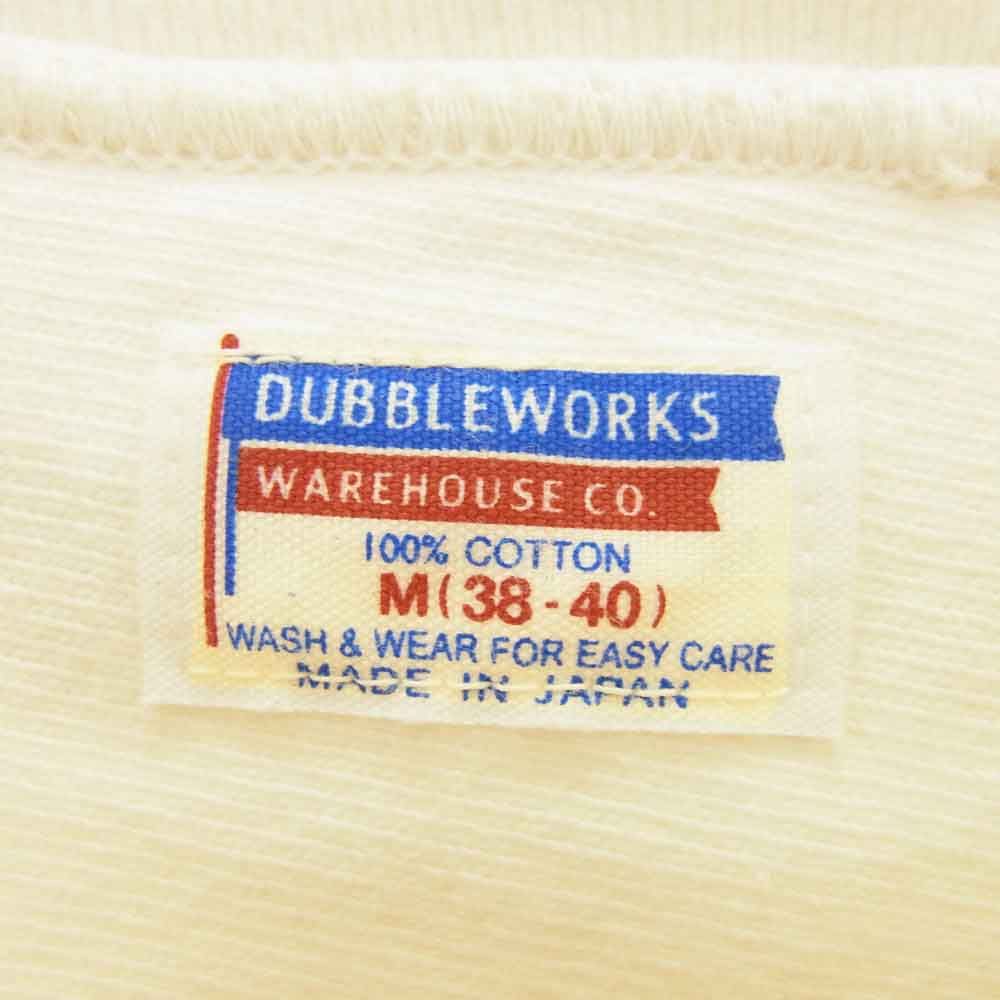 DUBBLEWORKS
WAREHOUSE CO.
100% COTTON
M(38-40)
WASH & WEAR FOR EASY CARE
MADE IN JAPAN